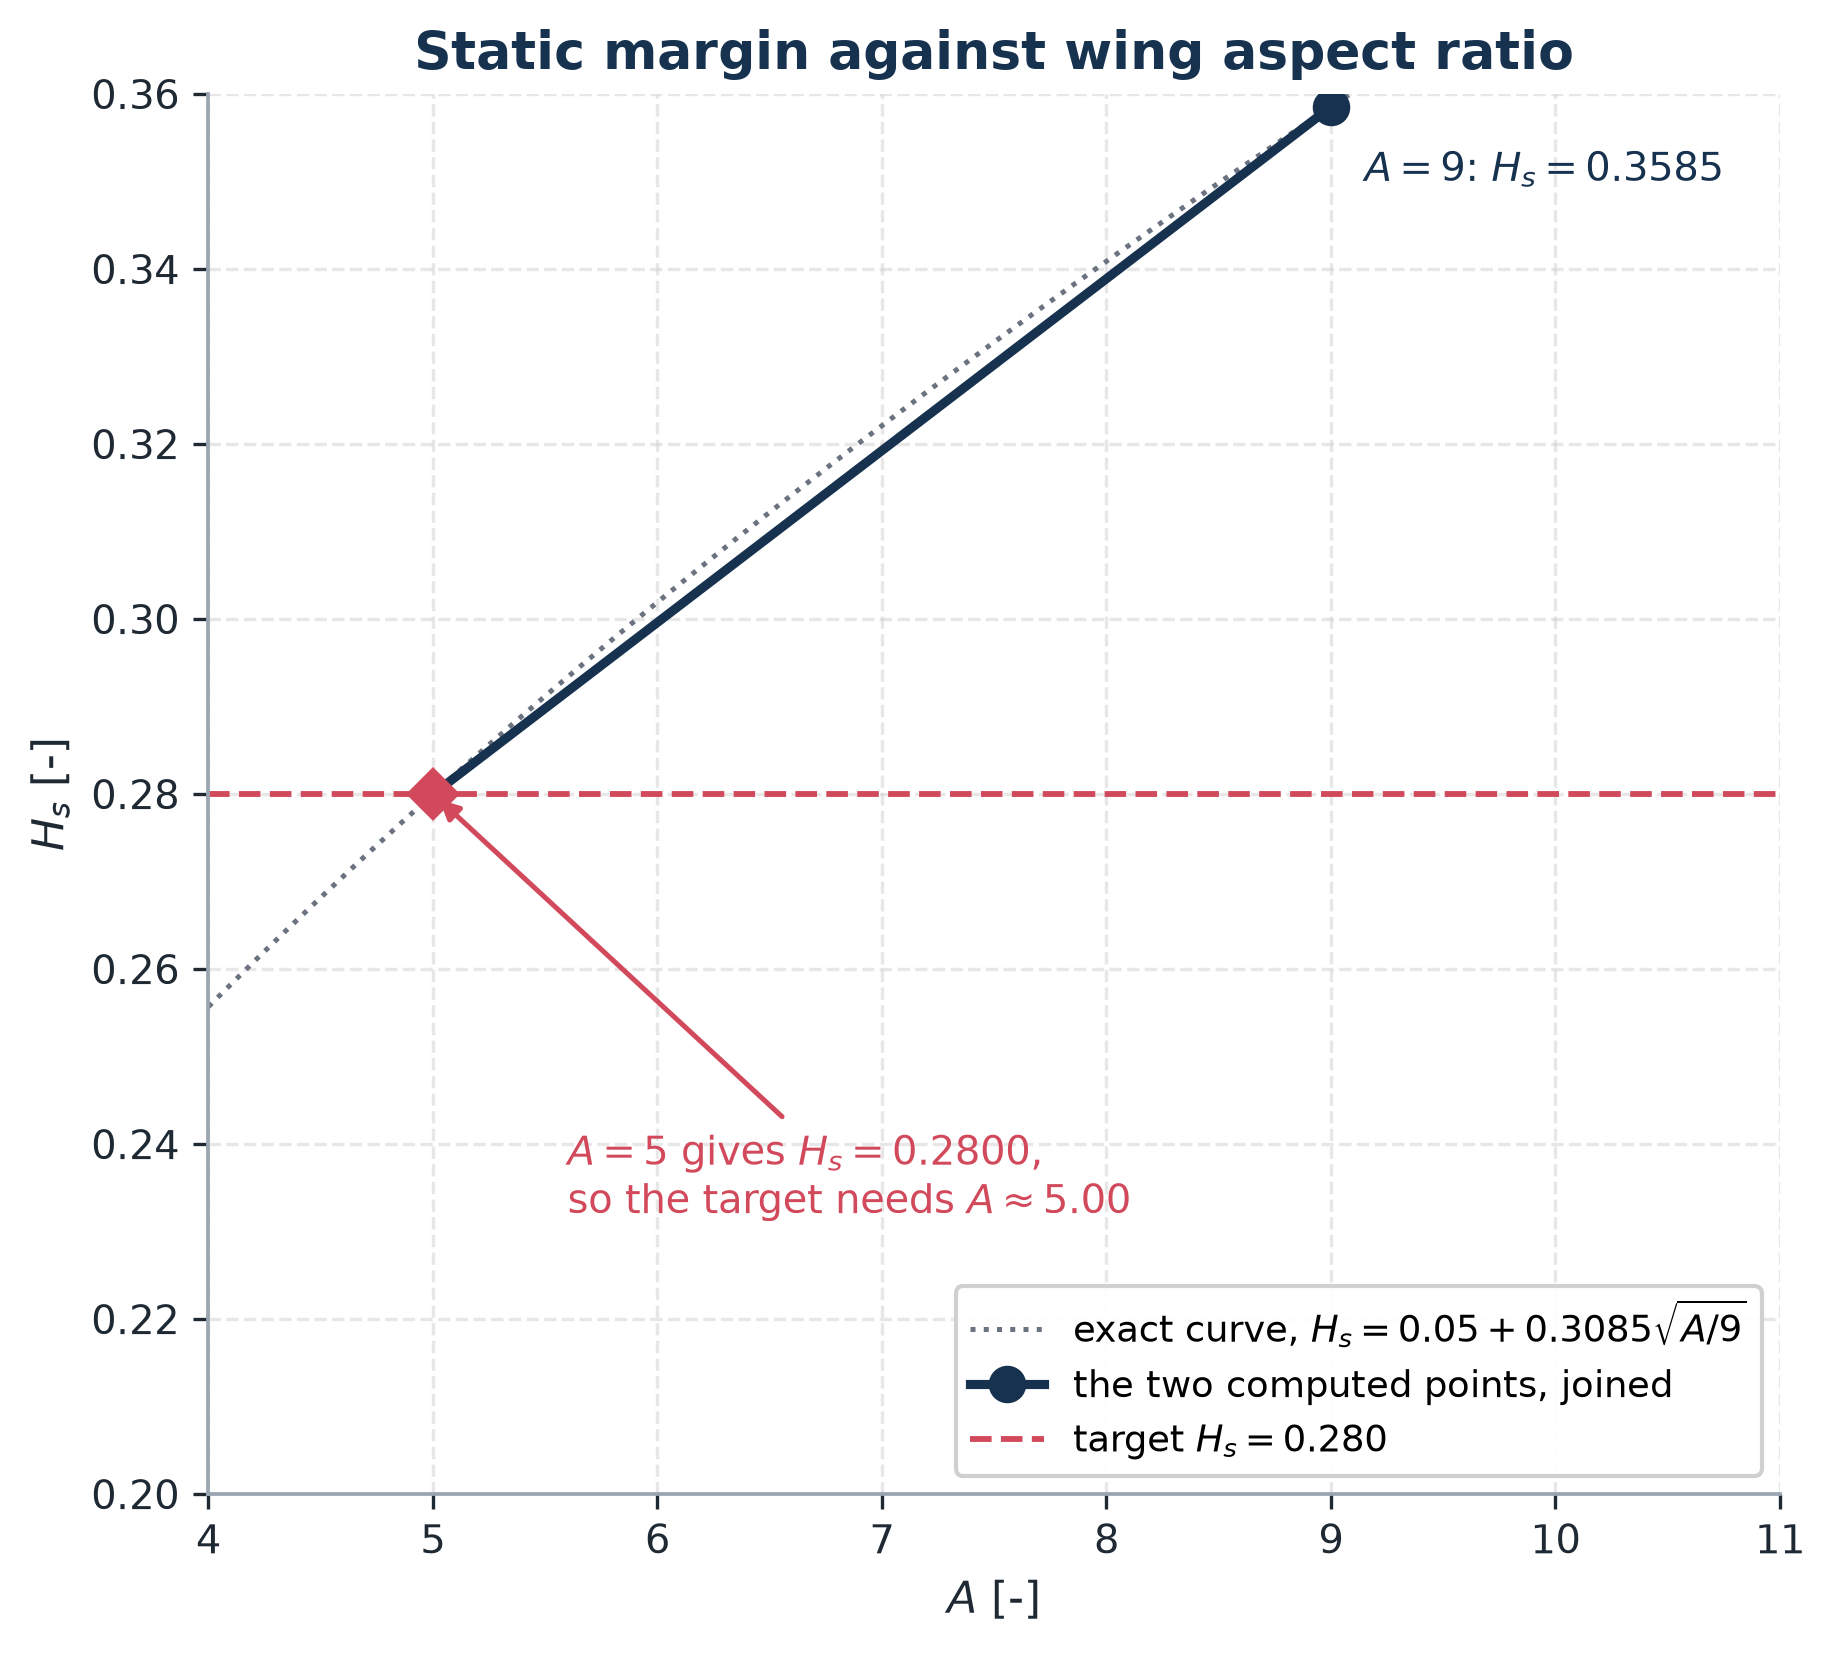 Static margin against wing aspect ratio
0.36
0.34
0.32
0.30
0.28
0.26
0.24
0.22
0.20
H_s [-]
A = 9: H_s = 0.3585
A = 5 gives H_s = 0.2800,
so the target needs A ≈ 5.00
exact curve, H_s = 0.05 + 0.3085√(A/9)
the two computed points, joined
target H_s = 0.280
4 5 6 7 8 9 10 11
A [-]